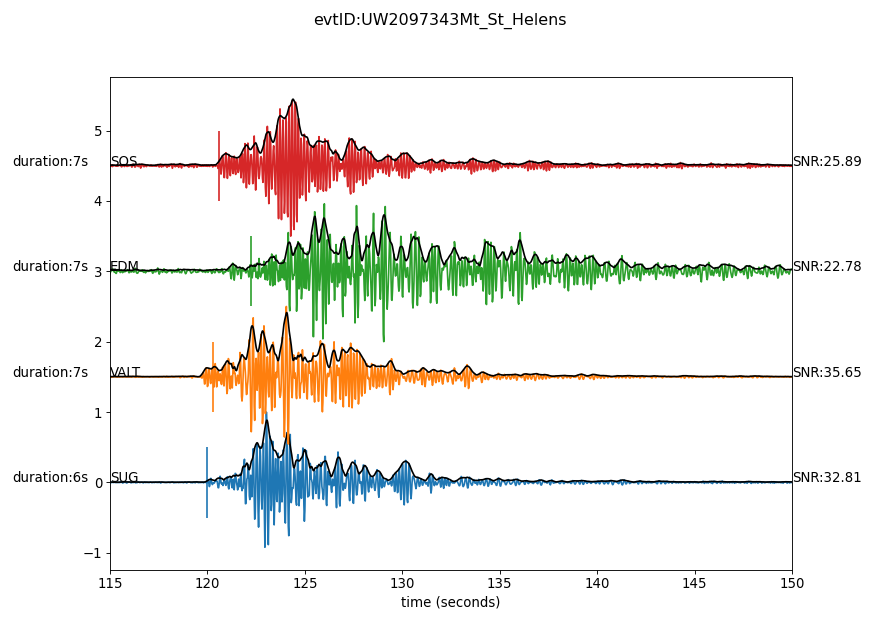 evtID:UW2097343Mt_St_Helens
5
duration:7s SOS SNR:25.89
4
duration:7s EDM SNR:22.78
3
2
duration:7s VALT SNR:35.65
1
duration:6s SUG SNR:32.81
0
−1
115 120 125 130 135 140 145 150
time (seconds)